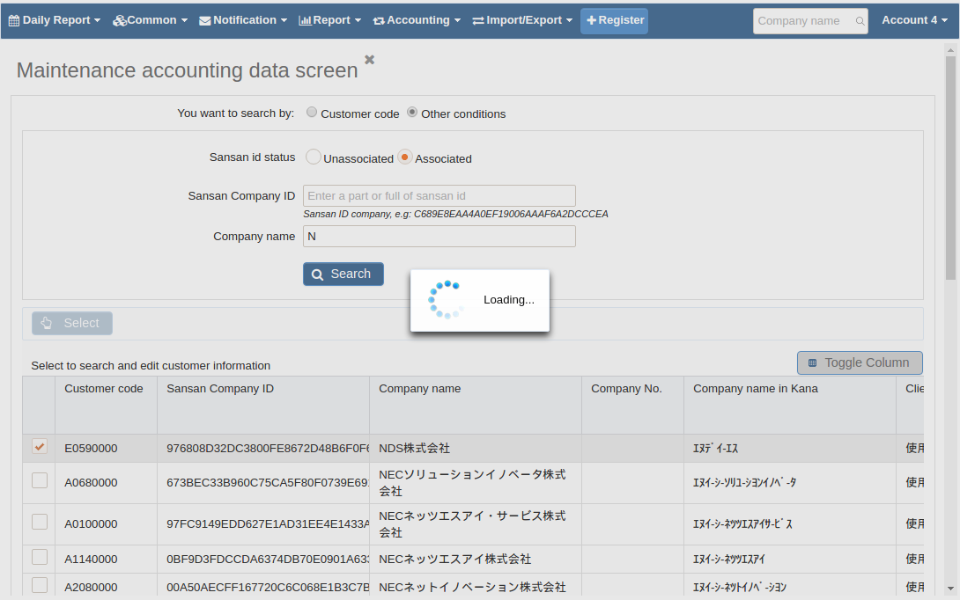 Daily Report Common Notification Report Accounting Import/Export Register Company name Account 4
Maintenance accounting data screen
You want to search by: Customer code Other conditions
Sansan id status Unassociated Associated
Sansan Company ID Enter a part or full of sansan id
Sansan ID company, e.g: C689E8EAA4A0EF19006AAAF6A2DCCCEA
Company name N
Search
Loading...
Select
Select to search and edit customer information Toggle Column
Customer code Sansan Company ID Company name Company No. Company name in Kana Clie
E0590000 976808D32DC3800FE8672D48B6F0F6 NDS株式会社 ｴﾇﾃﾞｨｰｴｽ 使用
A0680000 673BEC33B960C75CA5F80F0739E69 NECソリューションイノベータ株式
会社 ｴﾇｲｰｼｰｿﾘｭｰｼｮﾝｲﾉﾍﾞｰﾀ 使用
A0100000 97FC9149EDD627E1AD31EE4E1433A NECネッツエスアイ・サービス株式
会社 ｴﾇｲｰｼｰﾈｯﾂｴｽｱｲｻｰﾋﾞｽ 使用
A1140000 0BF9D3FDCCDA6374DB70E0901A633 NECネッツエスアイ株式会社 ｴﾇｲｰｼｰﾈｯﾂｴｽｱｲ 使用
A2080000 00A50AECFF167720C6C068E1B3C7B NECネットイノベーション株式会社 ｴﾇｲｰｼｰﾈｯﾄｲﾉﾍﾞｰｼｮﾝ 使用